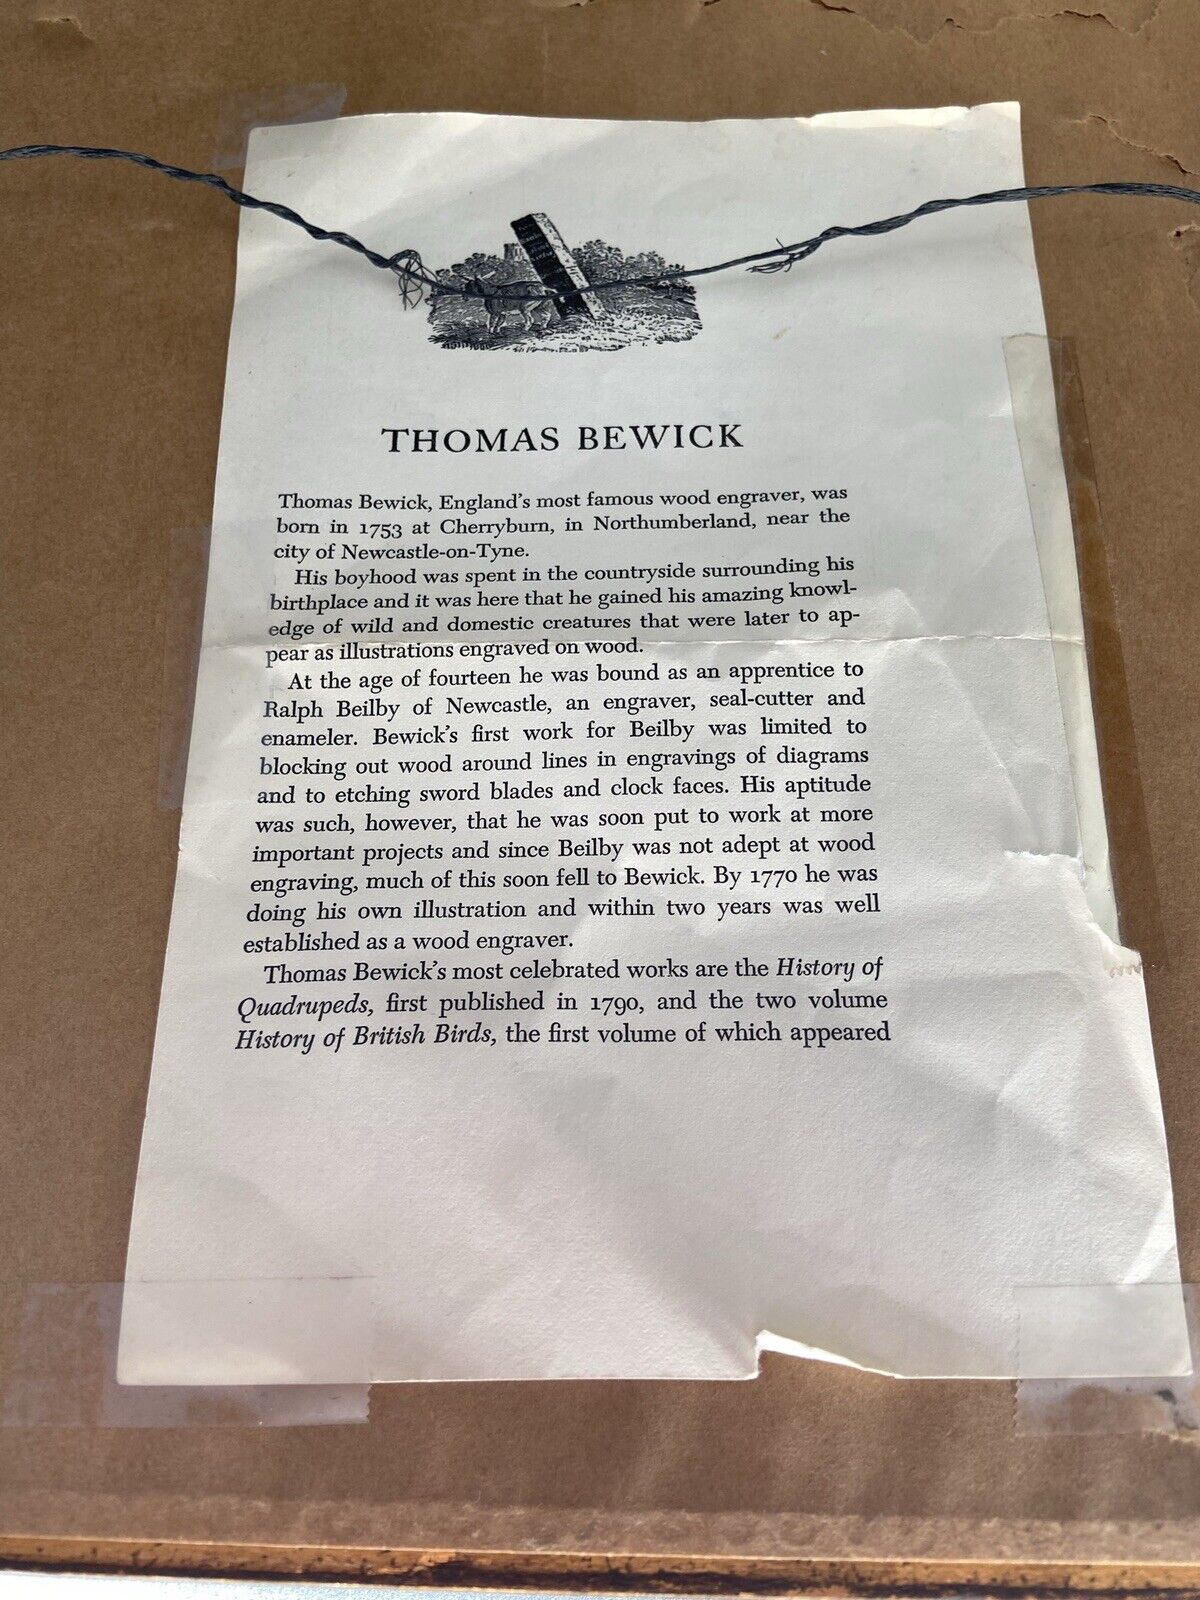 THOMAS BEWICK
Thomas Bewick, England's most famous wood engraver, was
born in 1753 at Cherryburn, in Northumberland, near the
city of Newcastle-on-Tyne.
His boyhood was spent in the countryside surrounding his
birthplace and it was here that he gained his amazing knowl-
edge of wild and domestic creatures that were later to ap-
pear as illustrations engraved on wood.
At the age of fourteen he was bound as an apprentice to
Ralph Beilby of Newcastle, an engraver, seal-cutter and
enameler. Bewick's first work for Beilby was limited to
blocking out wood around lines in engravings of diagrams
and to etching sword blades and clock faces. His aptitude
was such, however, that he was soon put to work at more
important projects and since Beilby was not adept at wood
engraving, much of this soon fell to Bewick. By 1770 he was
doing his own illustration and within two years was well
established as a wood engraver.
Thomas Bewick's most celebrated works are the History of
Quadrupeds, first published in 1790, and the two volume
History of British Birds, the first volume of which appeared